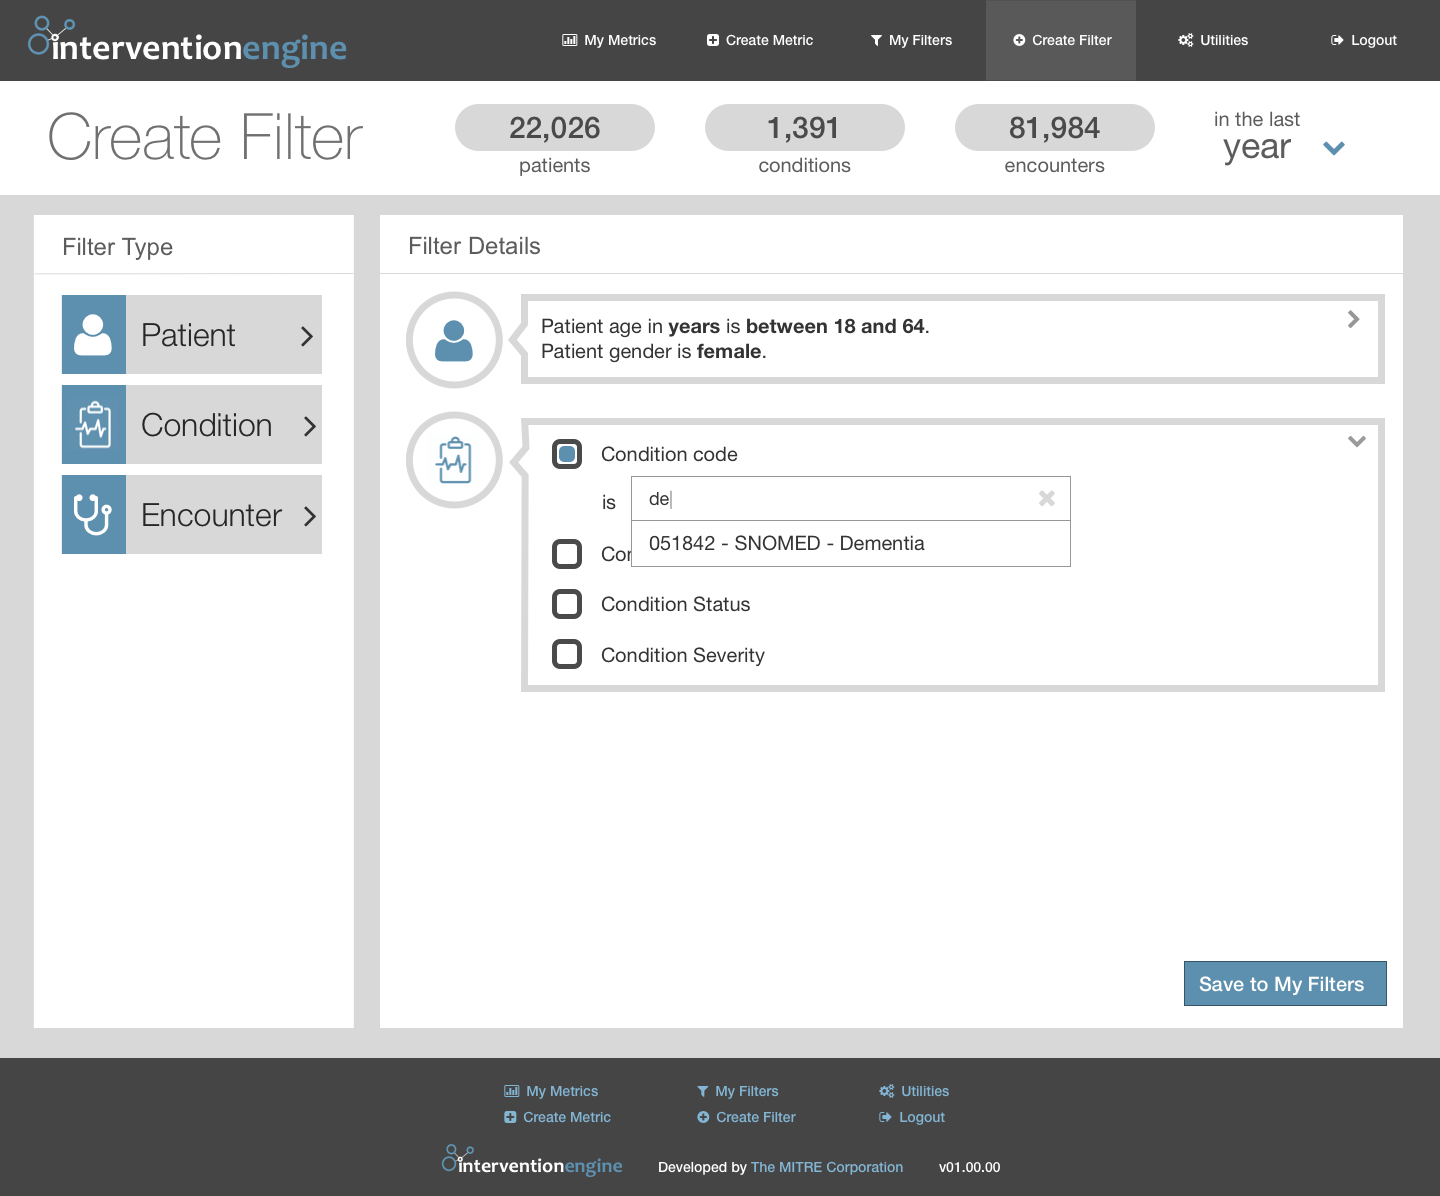 interventionengine
My Metrics
Create Metric
My Filters
Create Filter
Utilities
Logout
Create Filter
22,026
patients
1,391
conditions
81,984
encounters
in the last
year
Filter Type
Patient
Condition
Encounter
Filter Details
Patient age in years is between 18 and 64.
Patient gender is female.
Condition code
is
de
051842 - SNOMED - Dementia
Condition Status
Condition Severity
Save to My Filters
My Metrics
My Filters
Utilities
Create Metric
Create Filter
Logout
interventionengine
Developed by The MITRE Corporation
v01.00.00